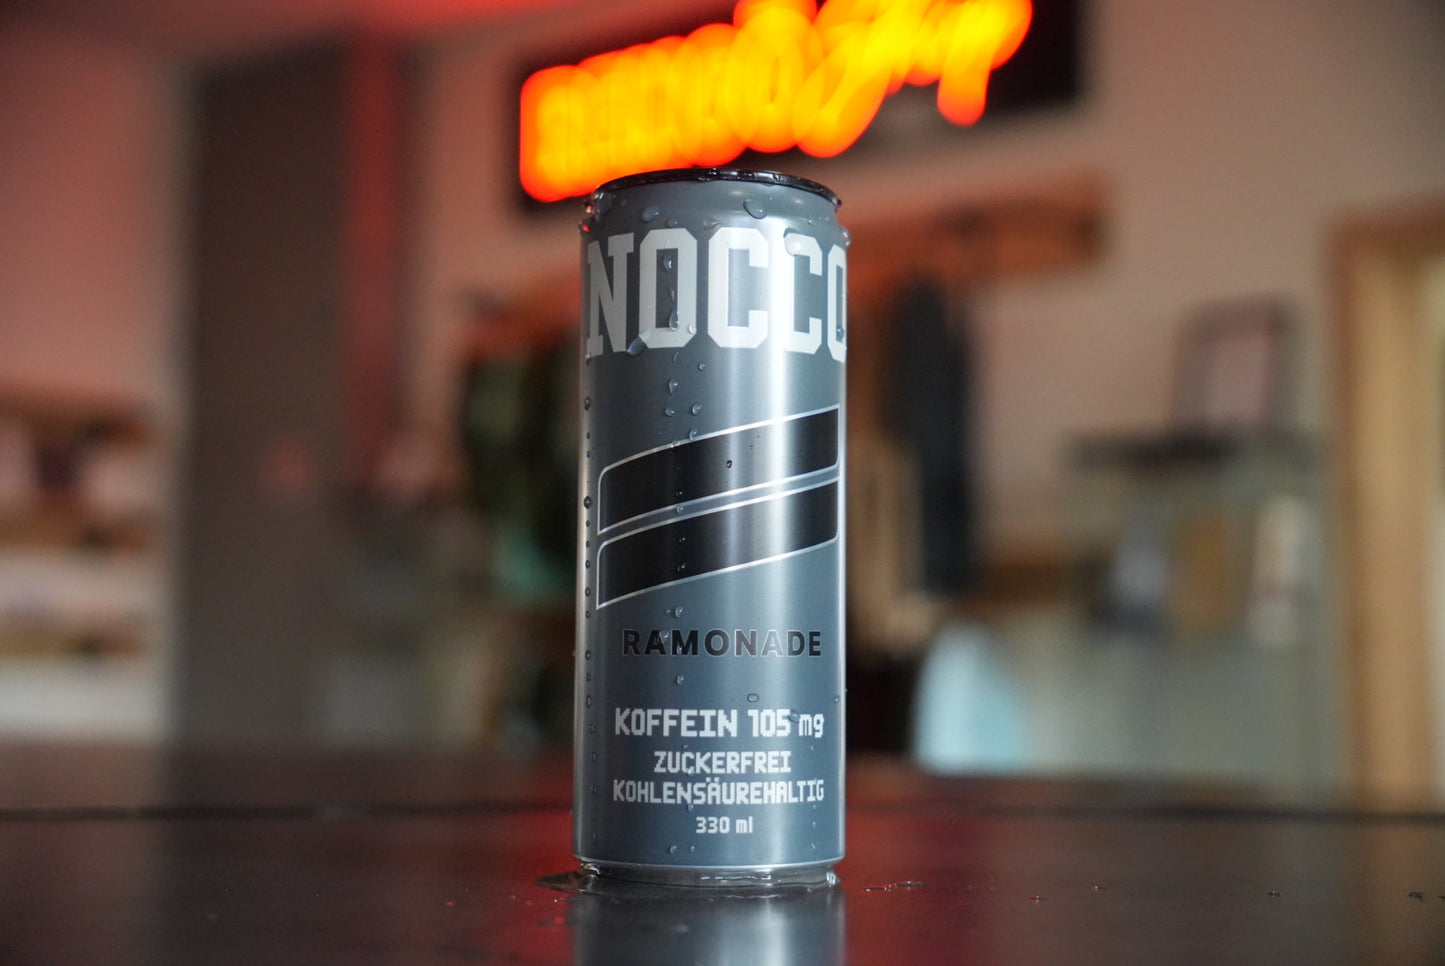 NOCCO
RAMONADE
KOFFEIN 105 mg
ZUCKERFREI
KOHLENSÄUREHALTIG
330 ml